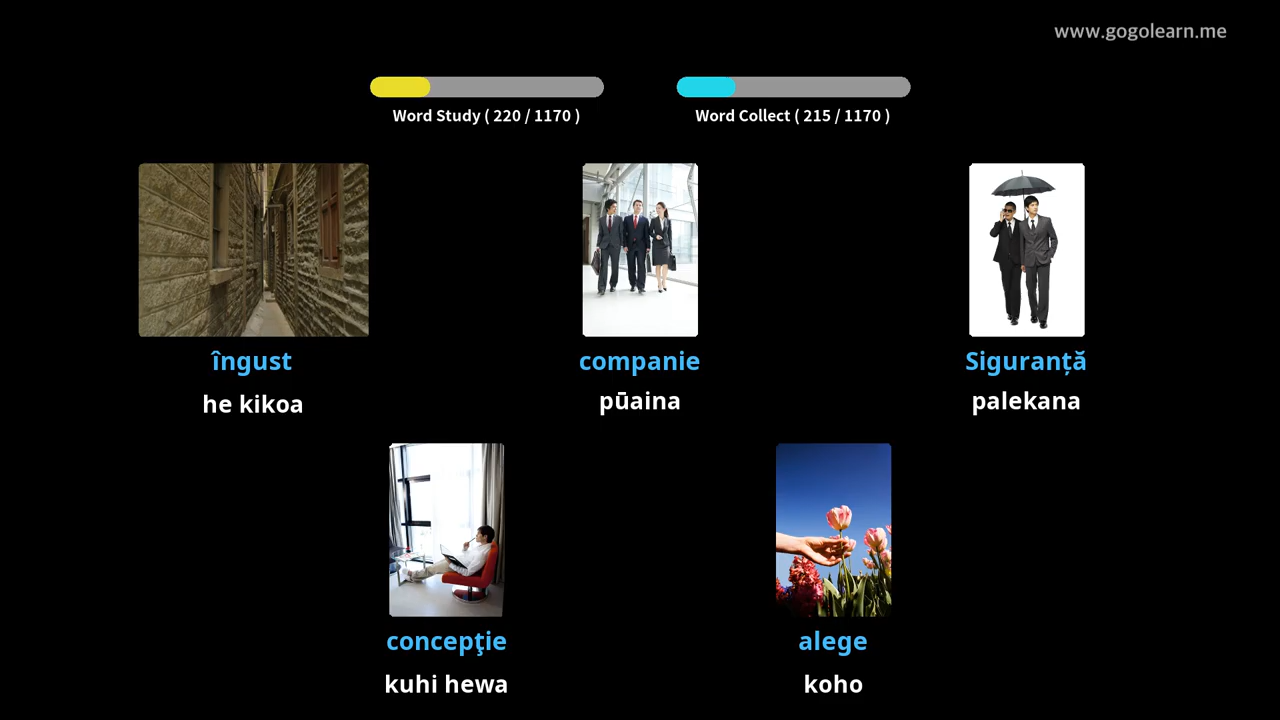 www.gogolearn.me
Word Study ( 220 / 1170 )
Word Collect ( 215 / 1170 )
îngust
companie
Siguranță
he kikoa
pūaina
palekana
concepţie
alege
kuhi hewa
koho